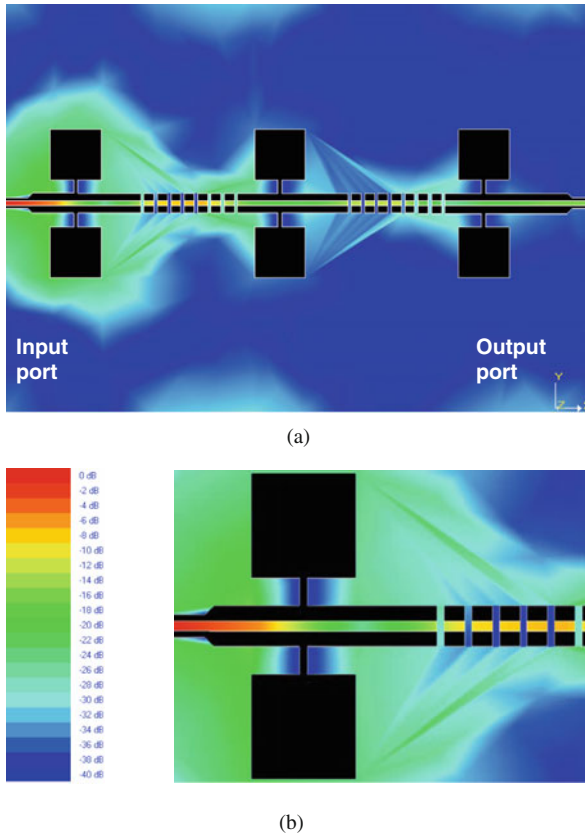 Input
port
Output
port
Y
Z
(a)
0 dB
-2 dB
-4 dB
-6 dB
-8 dB
-10 dB
-12 dB
-14 dB
-16 dB
-18 dB
-20 dB
-22 dB
-24 dB
-26 dB
-28 dB
-30 dB
-32 dB
-34 dB
-36 dB
-38 dB
-40 dB
(b)